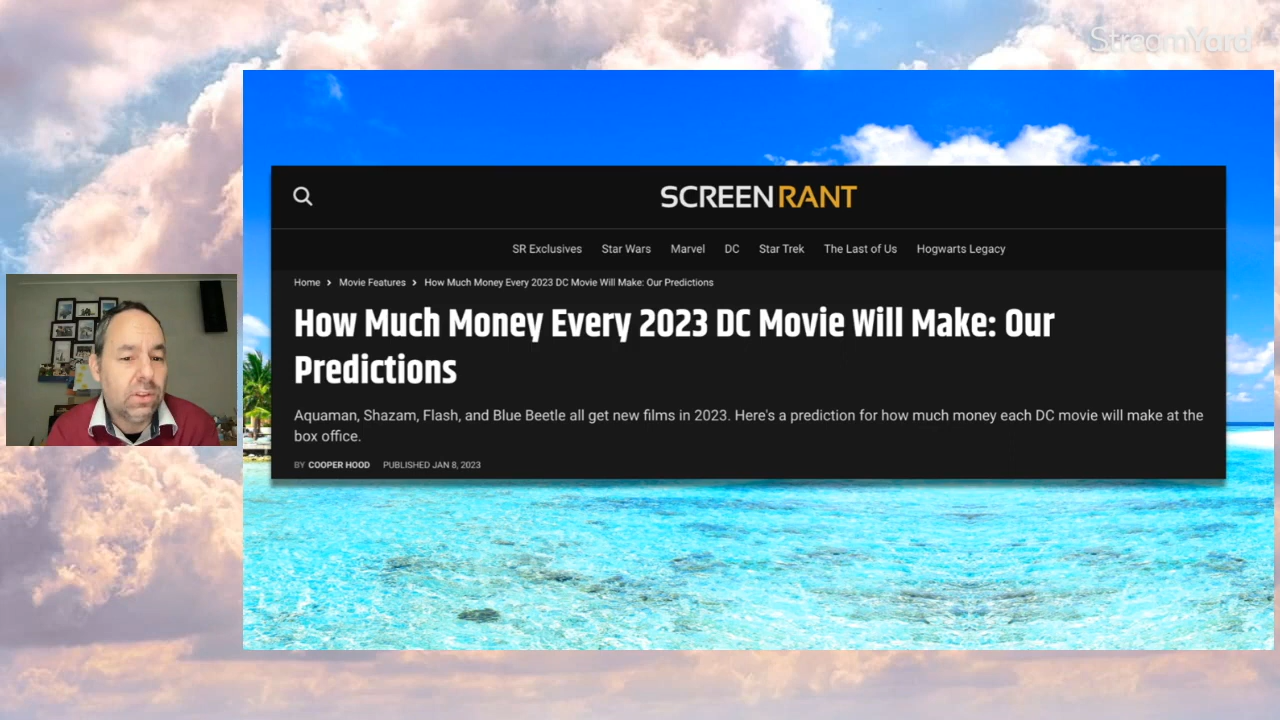 StreamYard
SCREENRANT
SR Exclusives Star Wars Marvel DC Star Trek The Last of Us Hogwarts Legacy
Home > Movie Features > How Much Money Every 2023 DC Movie Will Make: Our Predictions
How Much Money Every 2023 DC Movie Will Make: Our
Predictions
Aquaman, Shazam, Flash, and Blue Beetle all get new films in 2023. Here's a prediction for how much money each DC movie will make at the
box office.
BY COOPER HOOD PUBLISHED JAN 8, 2023